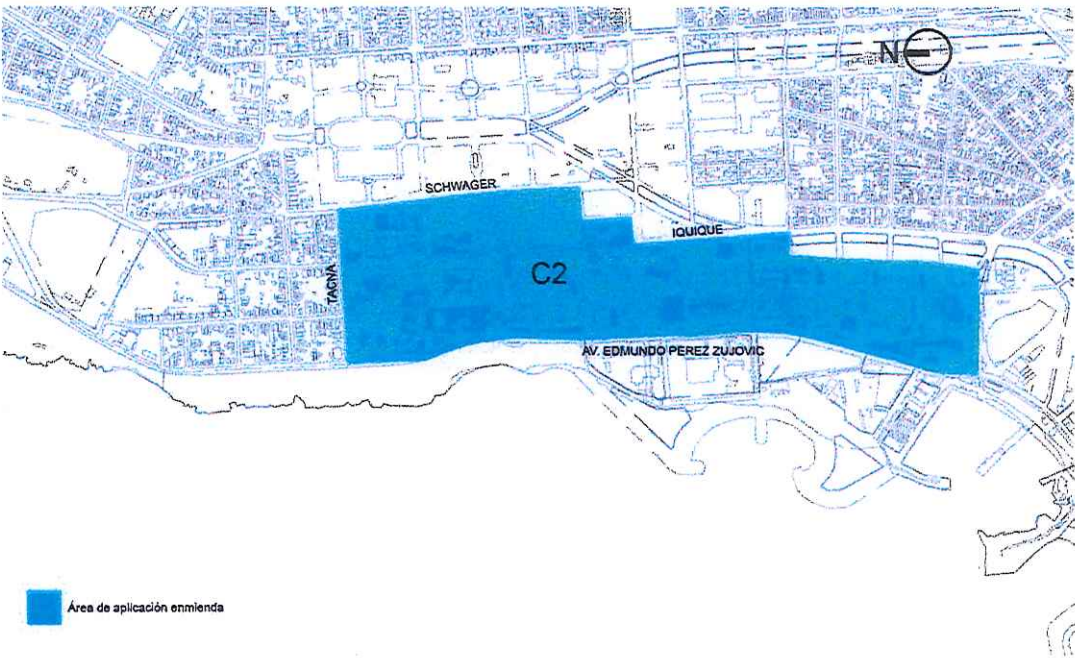 N
SCHWAGER
IQUIQUE
TACNA
C2
AV. EDMUNDO PEREZ ZUJOVIC
Área de aplicación enmienda